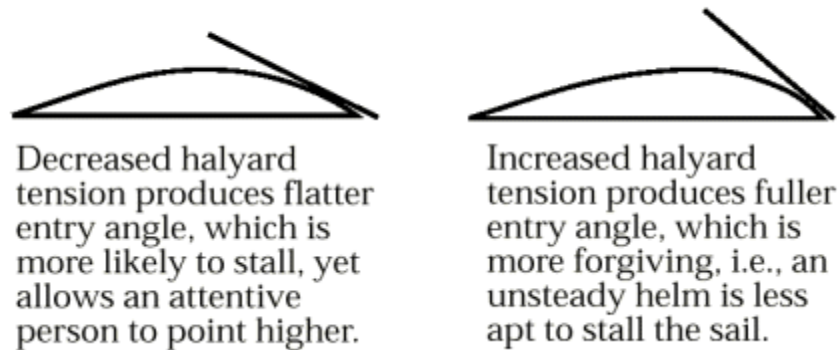 Decreased halyard
tension produces flatter
entry angle, which is
more likely to stall, yet
allows an attentive
person to point higher.
Increased halyard
tension produces fuller
entry angle, which is
more forgiving, i.e., an
unsteady helm is less
apt to stall the sail.